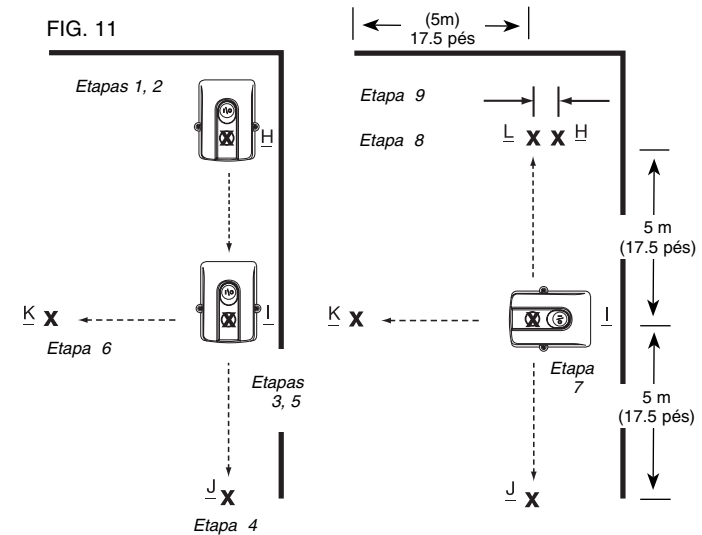 FIG. 11
Etapas 1, 2
H
I
K X
Etapa 6
Etapas
3, 5
J X
Etapa 4
(5m)
17.5 pés
Etapa 9
Etapa 8
L X X H
5 m
(17.5 pés)
K X
I
Etapa
7
5 m
(17.5 pés)
J X